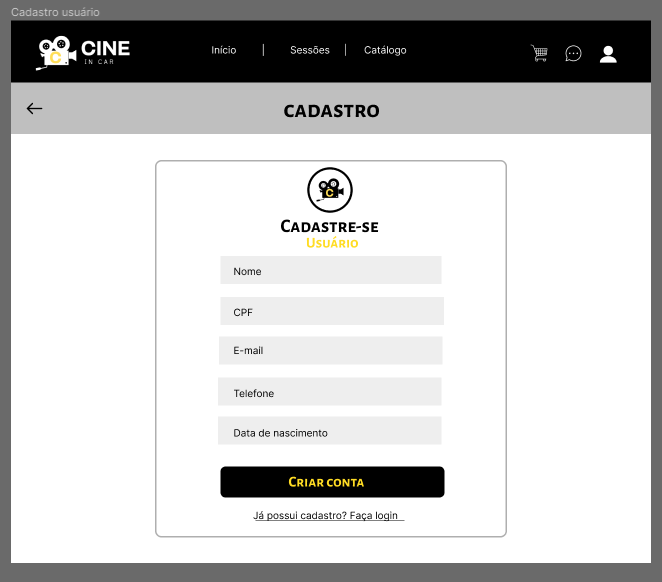 Cadastro usuário
CINE
IN CAR
Início | Sessões | Catálogo
CADASTRO
C
CADASTRE-SE
USUÁRIO
Nome
CPF
E-mail
Telefone
Data de nascimento
CRIAR CONTA
Já possui cadastro? Faça login